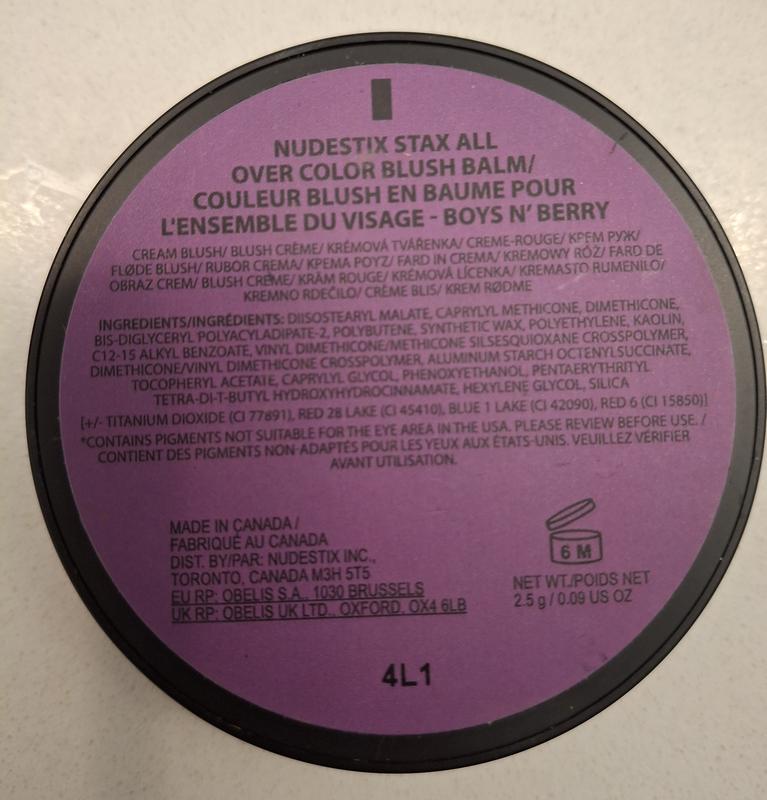 NUDESTIX STAX ALL
OVER COLOR BLUSH BALM/
COULEUR BLUSH EN BAUME POUR
L'ENSEMBLE DU VISAGE - BOYS N' BERRY
CREAM BLUSH/ BLUSH CRÈME/ KRÉMOVÁ TVÁŘENKA/ CREME-ROUGE/ КРЕМ РУЖ/
FLØDE BLUSH/ RUBOR CREMA/ ΚΡΕΜΑ ΡΟΥΖ/ FARD IN CREMA/ KREMOWY RÓŻ/ FARD DE
OBRAZ CREM/ BLUSH CREME/ KRÄM ROUGE/ KRÉMOVÁ LÍCENKA/ KREMASTO RUMENILO/
KREMNO RDEČILO/ CRÈME BLIS/ KREM RØDME
INGREDIENTS/INGRÉDIENTS: DIISOSTEARYL MALATE, CAPRYLYL METHICONE, DIMETHICONE,
BIS-DIGLYCERYL POLYACYLADIPATE-2, POLYBUTENE, SYNTHETIC WAX, POLYETHYLENE, KAOLIN,
C12-15 ALKYL BENZOATE, VINYL DIMETHICONE/METHICONE SILSESQUIOXANE CROSSPOLYMER,
DIMETHICONE/VINYL DIMETHICONE CROSSPOLYMER, ALUMINUM STARCH OCTENYLSUCCINATE,
TOCOPHERYL ACETATE, CAPRYLYL GLYCOL, PHENOXYETHANOL, PENTAERYTHRITYL
TETRA-DI-T-BUTYL HYDROXYHYDROCINNAMATE, HEXYLENE GLYCOL, SILICA
[+/- TITANIUM DIOXIDE (CI 77891), RED 28 LAKE (CI 45410), BLUE 1 LAKE (CI 42090), RED 6 (CI 15850)]
*CONTAINS PIGMENTS NOT SUITABLE FOR THE EYE AREA IN THE USA. PLEASE REVIEW BEFORE USE. /
CONTIENT DES PIGMENTS NON-ADAPTÉS POUR LES YEUX AUX ÉTATS-UNIS. VEUILLEZ VÉRIFIER
AVANT UTILISATION.
MADE IN CANADA /
FABRIQUÉ AU CANADA
DIST. BY/PAR: NUDESTIX INC.,
TORONTO, CANADA M3H 5T5
EU RP: OBELIS S.A., 1030 BRUSSELS
UK RP: OBELIS UK LTD., OXFORD, OX4 6LB
6 M
NET WT./POIDS NET
2.5 g / 0.09 US OZ
4L1